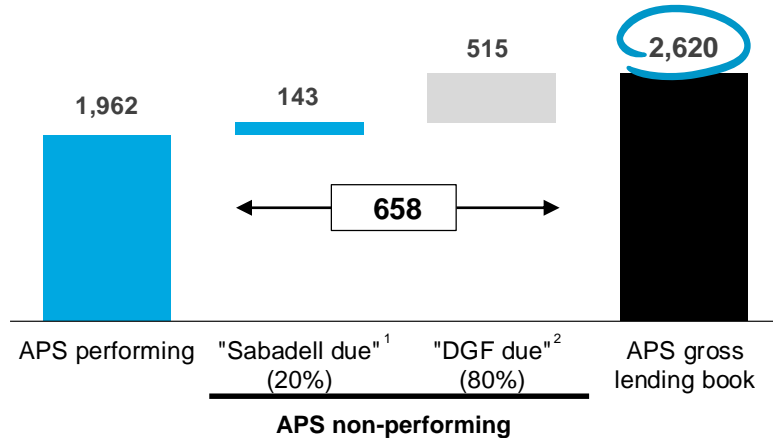 515
2,620
1,962
143
658
APS performing
"Sabadell due" 1
(20%)
"DGF due" 2
(80%)
APS gross
lending book
APS non-performing